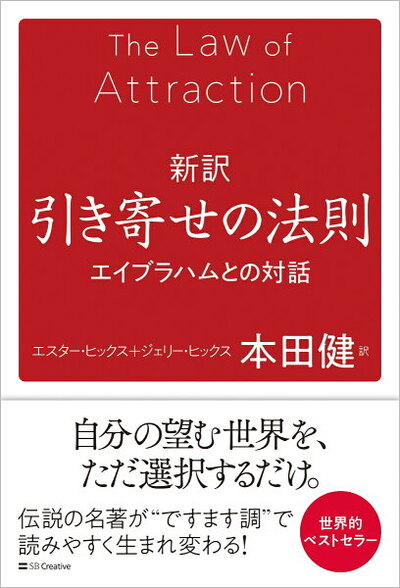 The Law of
Attraction
新訳
引き寄せの法則
エイブラハムとの対話
エスター・ヒックス+ジェリー・ヒックス 本田健 訳
自分の望む世界を、
ただ選択するだけ。
伝説の名著が“ですます調”で
読みやすく生まれ変わる!
世界的
ベストセラー
SB Creative